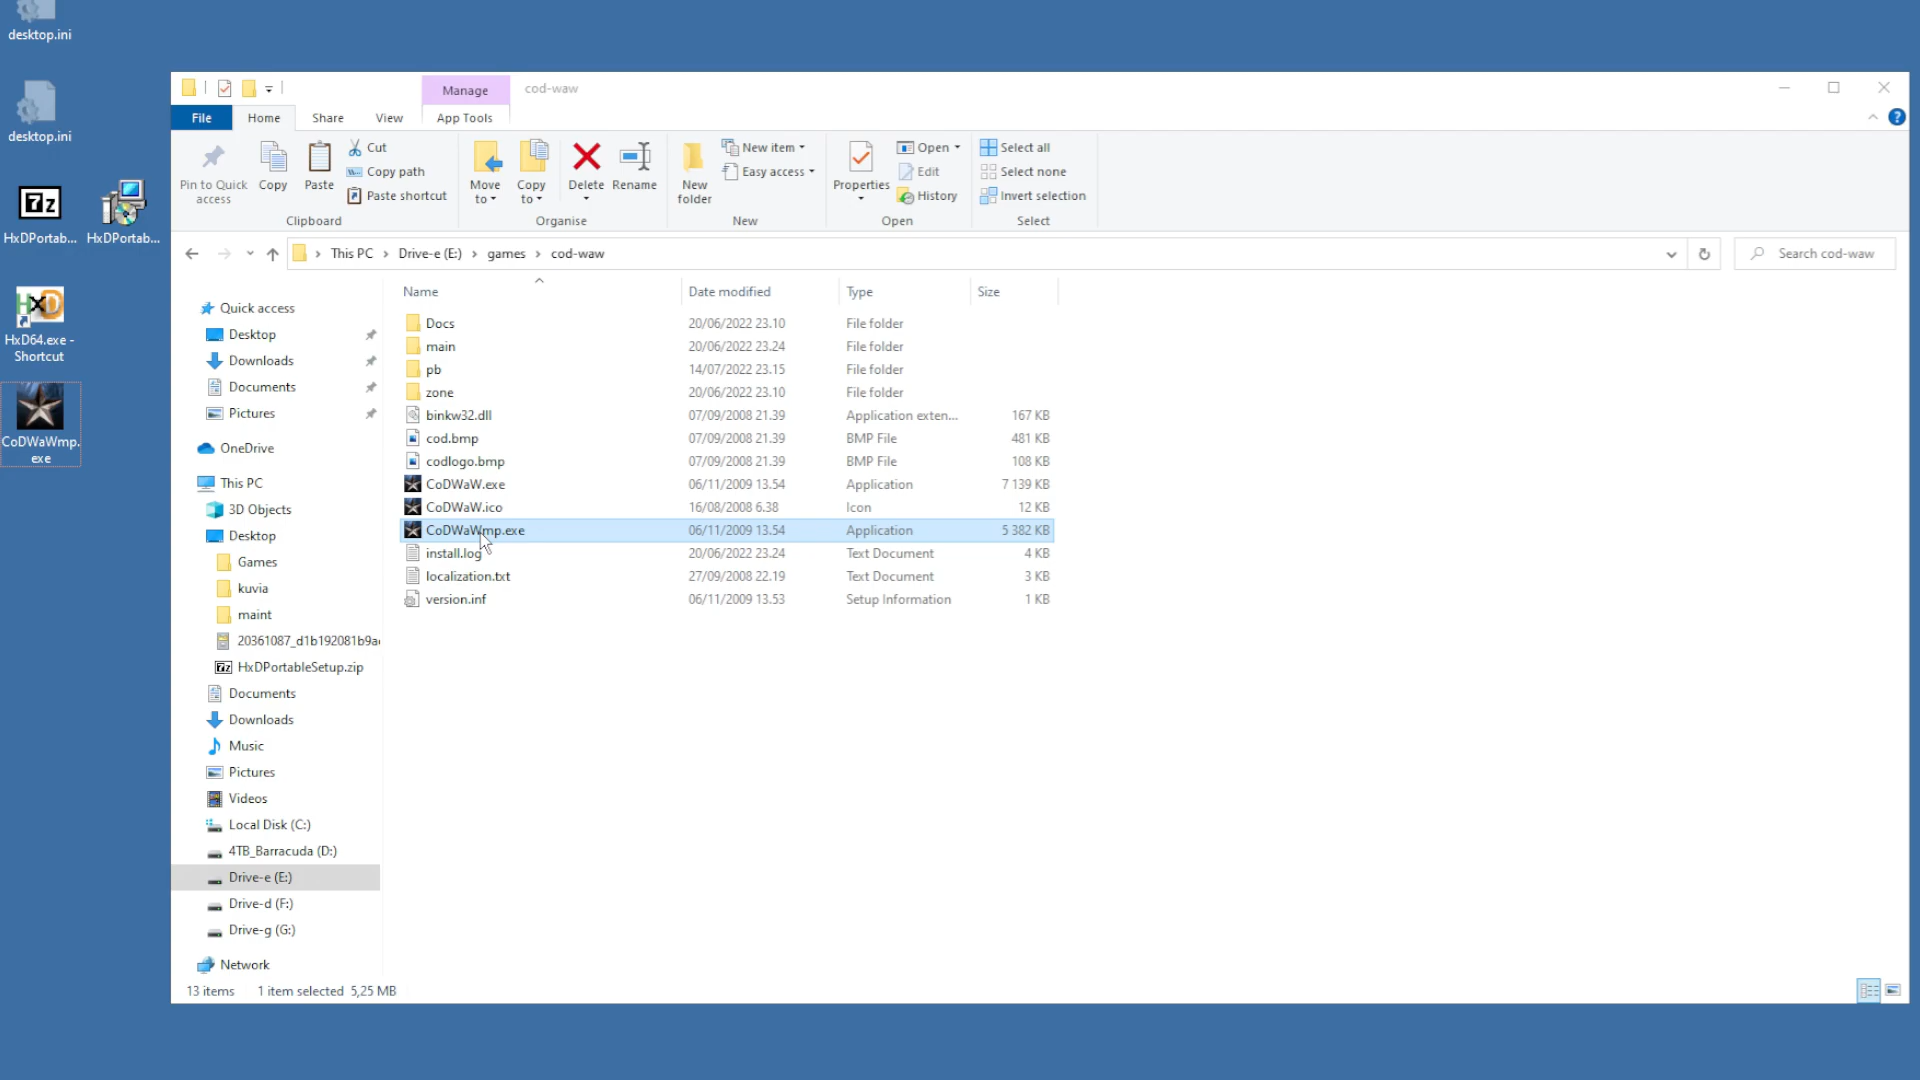 desktop.ini
desktop.ini
7z
HxDPortab...
HxDPortab...
HxD
HxD64.exe -
Shortcut
CoDWaWmp.
exe
Manage
cod-waw
File
Home
Share
View
App Tools
Pin to Quick
access
Copy
Paste
Cut
Copy path
Paste shortcut
Clipboard
Move
to
Copy
to
Delete
Rename
Organise
New
folder
New item
Easy access
New
Properties
Open
Edit
History
Open
Select all
Select none
Invert selection
Select
This PC > Drive-e (E:) > games > cod-waw
Search cod-waw
Quick access
Desktop
Downloads
Documents
Pictures
OneDrive
This PC
3D Objects
Desktop
Games
kuvia
maint
20361087_d1b192081b9a
HxDPortableSetup.zip
Documents
Downloads
Music
Pictures
Videos
Local Disk (C:)
4TB_Barracuda (D:)
Drive-e (E:)
Drive-d (F:)
Drive-g (G:)
Network
Name Date modified Type Size
Docs 20/06/2022 23.10 File folder
main 20/06/2022 23.24 File folder
pb 14/07/2022 23.15 File folder
zone 20/06/2022 23.10 File folder
binkw32.dll 07/09/2008 21.39 Application exten... 167 KB
cod.bmp 07/09/2008 21.39 BMP File 481 KB
codlogo.bmp 07/09/2008 21.39 BMP File 108 KB
CoDWaW.exe 06/11/2009 13.54 Application 7 139 KB
CoDWaW.ico 16/08/2008 6.38 Icon 12 KB
CoDWaWmp.exe 06/11/2009 13.54 Application 5 382 KB
install.log 20/06/2022 23.24 Text Document 4 KB
localization.txt 27/09/2008 22.19 Text Document 3 KB
version.inf 06/11/2009 13.53 Setup Information 1 KB
13 items 1 item selected 5,25 MB